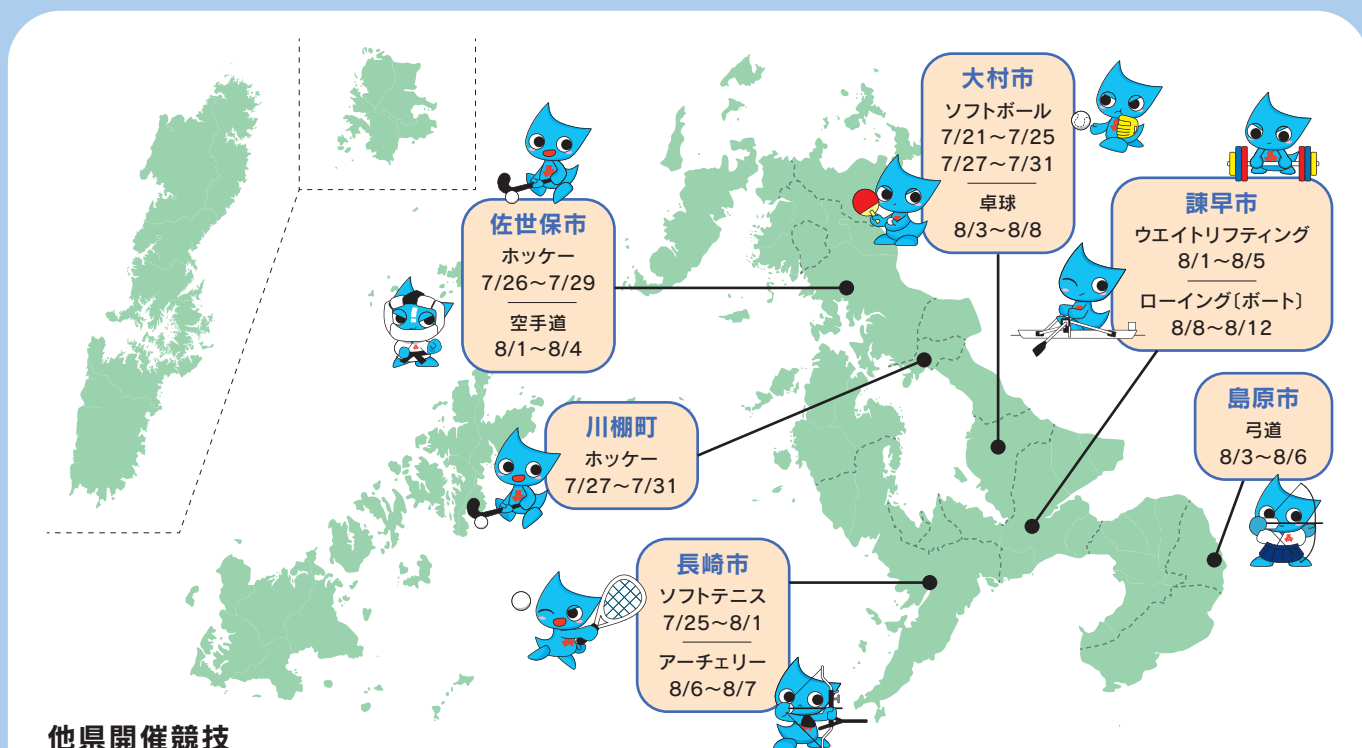 大村市
ソフトボール
7/21〜7/25
7/27〜7/31
卓球
8/3〜8/8
諫早市
ウエイトリフティング
8/1〜8/5
ローイング〔ボート〕
8/8〜8/12
佐世保市
ホッケー
7/26〜7/29
空手道
8/1〜8/4
島原市
弓道
8/3〜8/6
川棚町
ホッケー
7/27〜7/31
長崎市
ソフトテニス
7/25〜8/1
アーチェリー
8/6〜8/7
他県開催競技